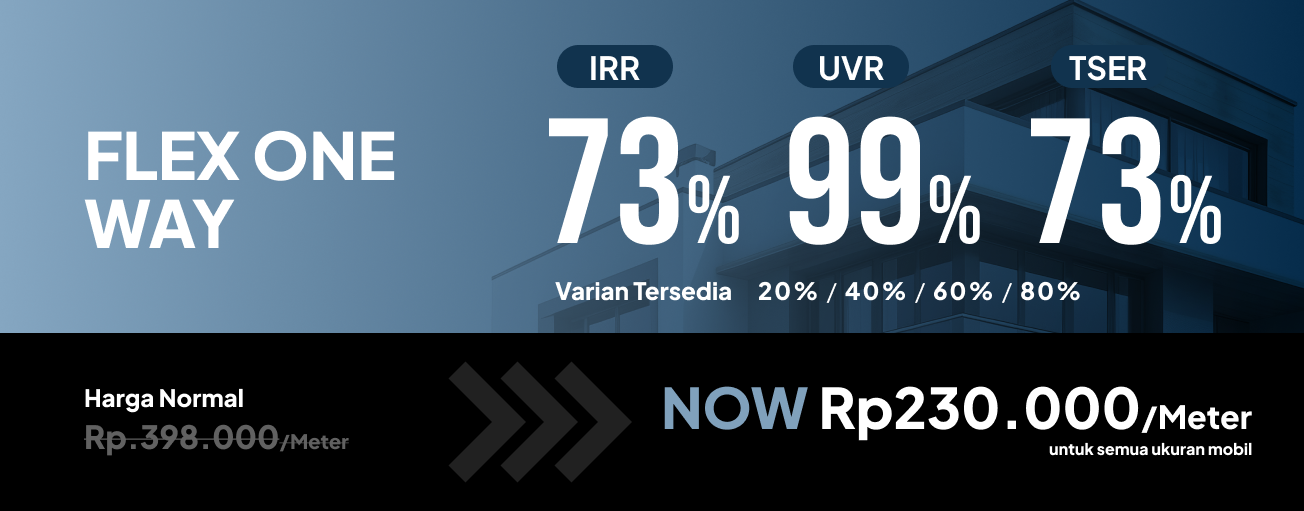 FLEX ONE
WAY
IRR
73%
UVR
99%
TSER
73%
Varian Tersedia 20% / 40% / 60% / 80%
Harga Normal
Rp.398.000/Meter
NOW Rp230.000/Meter
untuk semua ukuran mobil